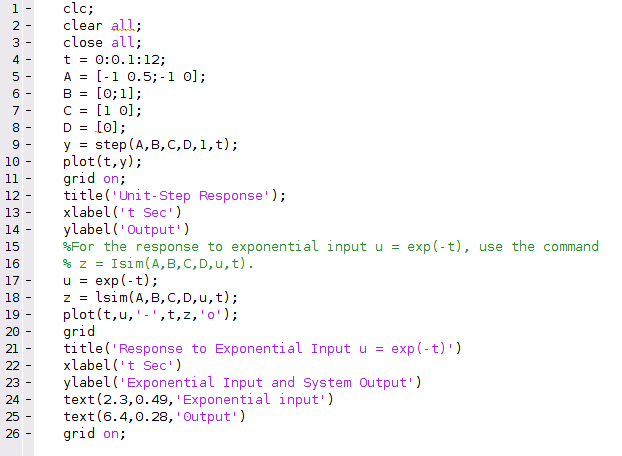 1 - clc;
2 - clear all;
3 - close all;
4 - t = 0:0.1:12;
5 - A = [-1 0.5;-1 0];
6 - B = [0;1];
7 - C = [1 0];
8 - D = [0];
9 - y = step(A,B,C,D,1,t);
10 - plot(t,y);
11 - grid on;
12 - title('Unit-Step Response');
13 - xlabel('t Sec')
14 - ylabel('Output')
15 %For the response to exponential input u = exp(-t), use the command
16 % z = Isim(A,B,C,D,u,t).
17 - u = exp(-t);
18 - z = lsim(A,B,C,D,u,t);
19 - plot(t,u,'-',t,z,'o');
20 - grid
21 - title('Response to Exponential Input u = exp(-t)')
22 - xlabel('t Sec')
23 - ylabel('Exponential Input and System Output')
24 - text(2.3,0.49,'Exponential input')
25 - text(6.4,0.28,'Output')
26 - grid on;